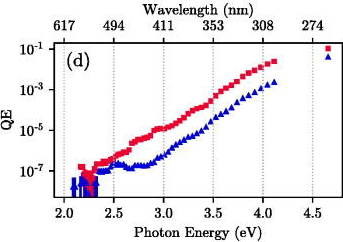 Wavelength (nm)
617 494 411 353 308 274
10⁻¹
(d)
10⁻³
QE
10⁻⁵
10⁻⁷
2.0 2.5 3.0 3.5 4.0 4.5
Photon Energy (eV)